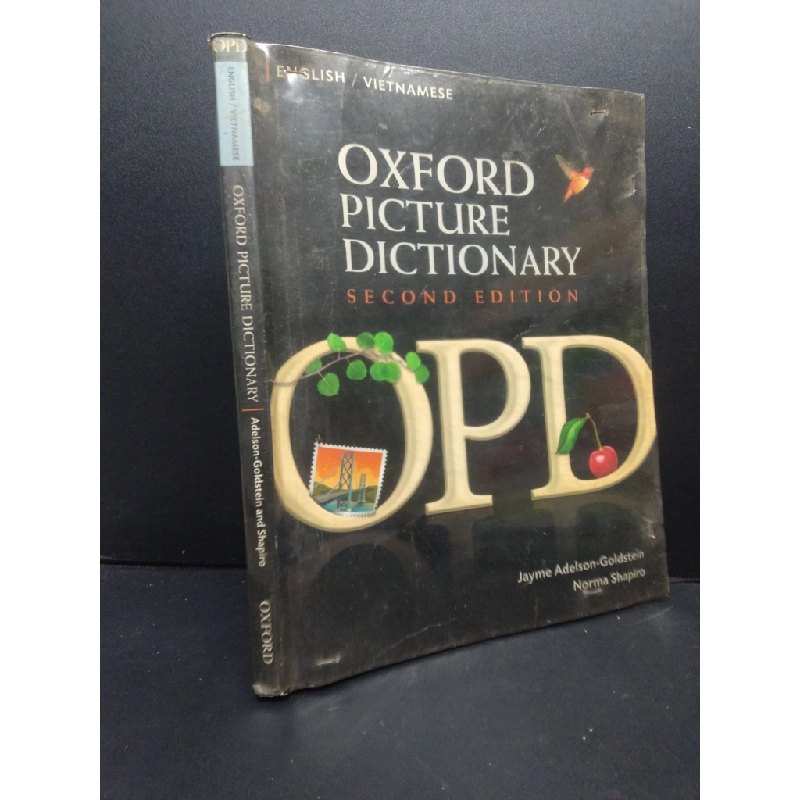 OPD
ENGLISH / VIETNAMESE
OXFORD PICTURE DICTIONARY
Adelson-Goldstein and Shapiro
OXFORD
ENGLISH / VIETNAMESE
OXFORD
PICTURE
DICTIONARY
SECOND EDITION
OPD
Jayme Adelson-Goldstein
Norma Shapiro